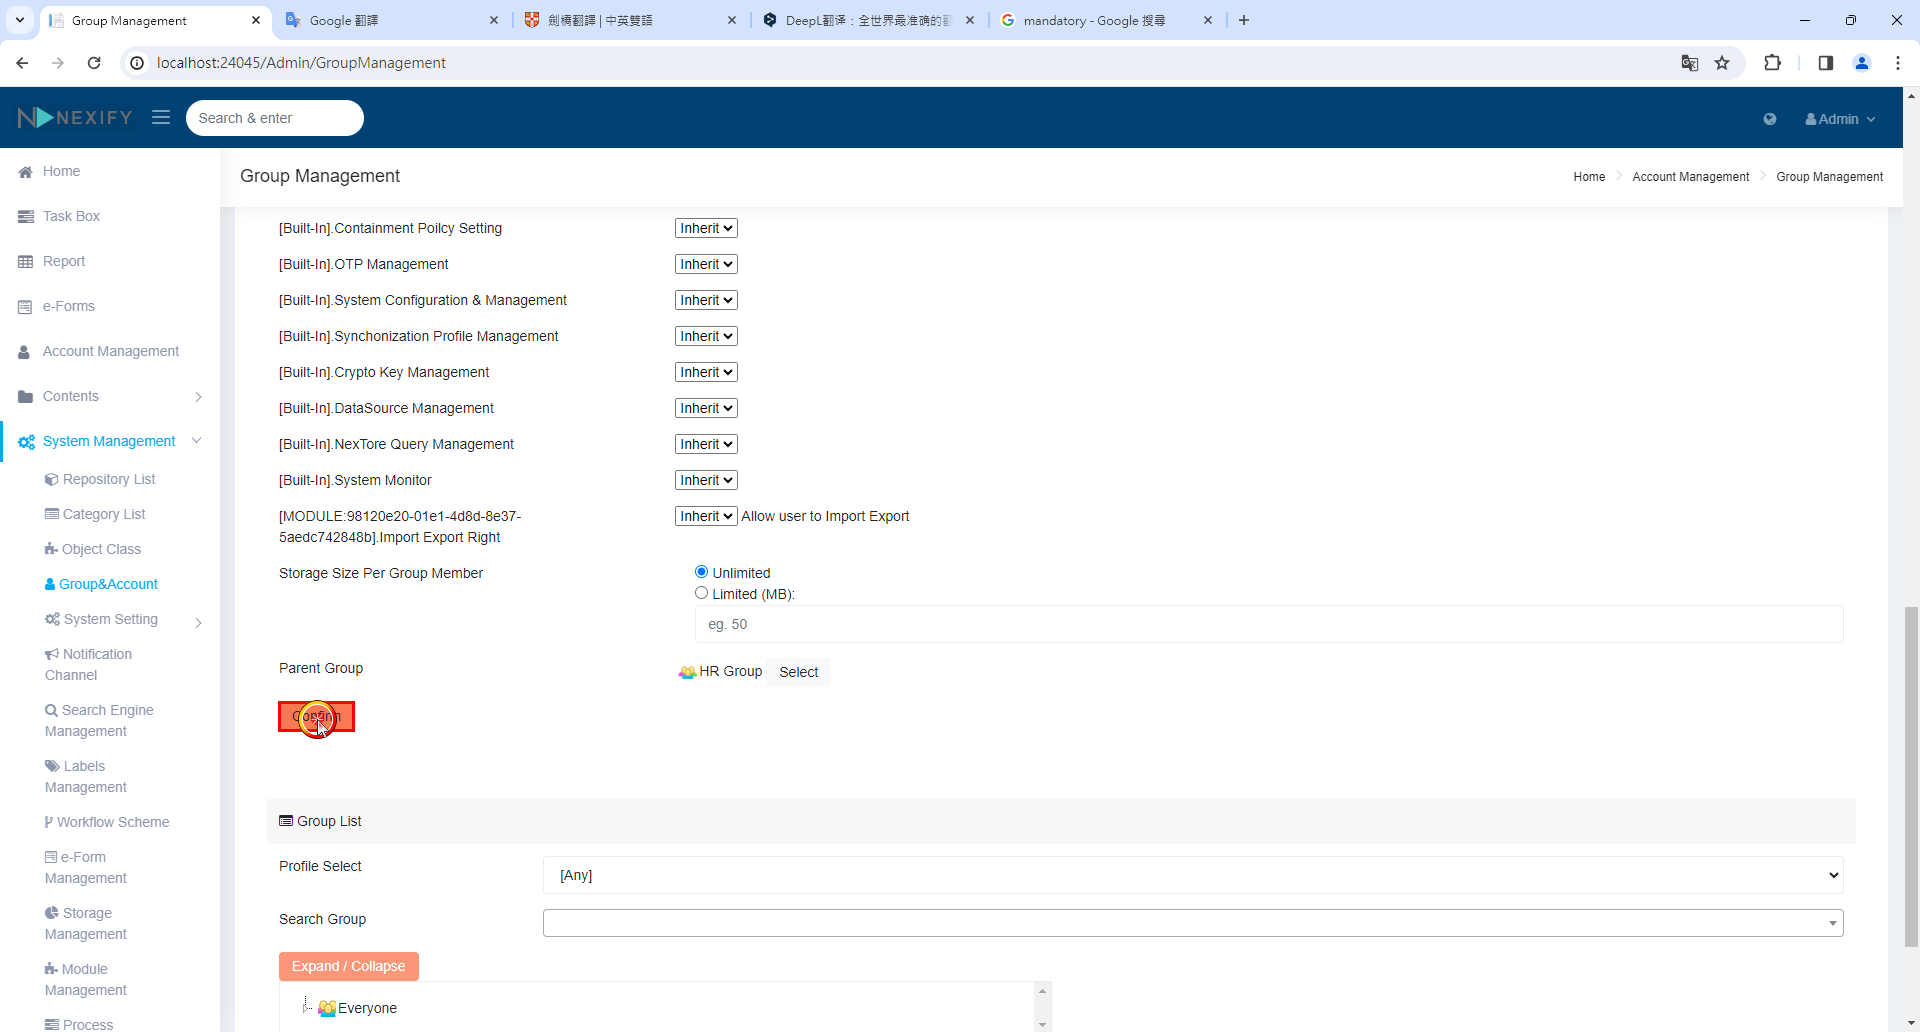 Group Management
Google 翻譯
劍橋翻譯 | 中英雙語
DeepL翻译：全世界最准确的翻
mandatory - Google 搜尋
localhost:24045/Admin/GroupManagement
NEXIFY
Search & enter
Admin
Home
Task Box
Report
e-Forms
Account Management
Contents
System Management
Repository List
Category List
Object Class
Group&Account
System Setting
Notification
Channel
Search Engine
Management
Labels
Management
Workflow Scheme
e-Form
Management
Storage
Management
Module
Management
Process
Group Management
Home
Account Management
Group Management
[Built-In].Containment Poilcy Setting
Inherit
[Built-In].OTP Management
Inherit
[Built-In].System Configuration & Management
Inherit
[Built-In].Synchonization Profile Management
Inherit
[Built-In].Crypto Key Management
Inherit
[Built-In].DataSource Management
Inherit
[Built-In].NexTore Query Management
Inherit
[Built-In].System Monitor
Inherit
[MODULE:98120e20-01e1-4d8d-8e37-
5aedc742848b].Import Export Right
Inherit Allow user to Import Export
Storage Size Per Group Member
Unlimited
Limited (MB):
eg. 50
Parent Group
HR Group
Select
Confirm
Group List
Profile Select
[Any]
Search Group
Expand / Collapse
Everyone